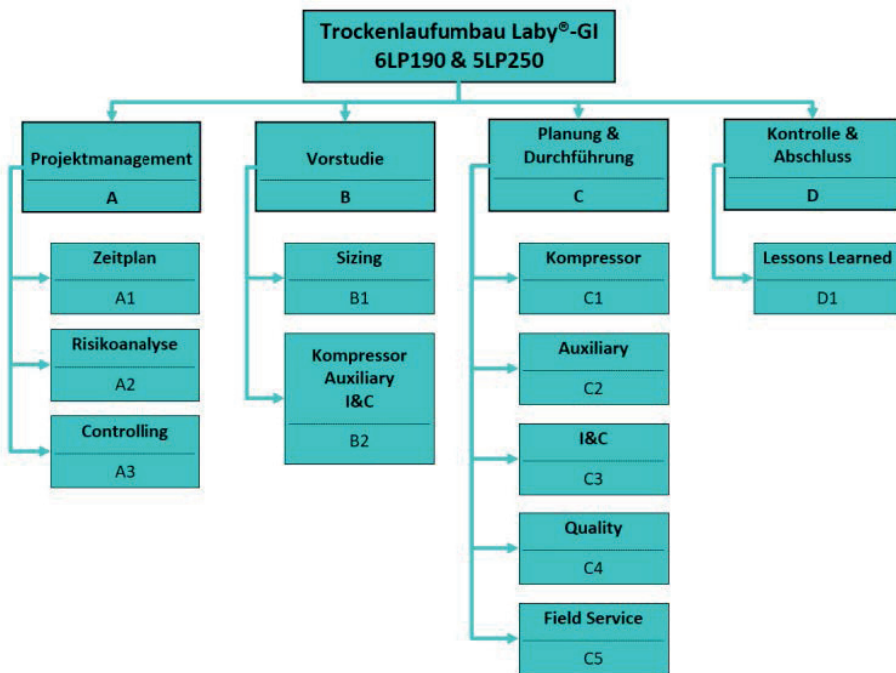 Trockenlaufumbau Laby®-GI
6LP190 & 5LP250
Projektmanagement
A
Zeitplan
A1
Risikoanalyse
A2
Controlling
A3
Vorstudie
B
Sizing
B1
Kompressor
Auxiliary
I&C
B2
Planung &
Durchführung
C
Kompressor
C1
Auxiliary
C2
I&C
C3
Quality
C4
Field Service
C5
Kontrolle &
Abschluss
D
Lessons Learned
D1